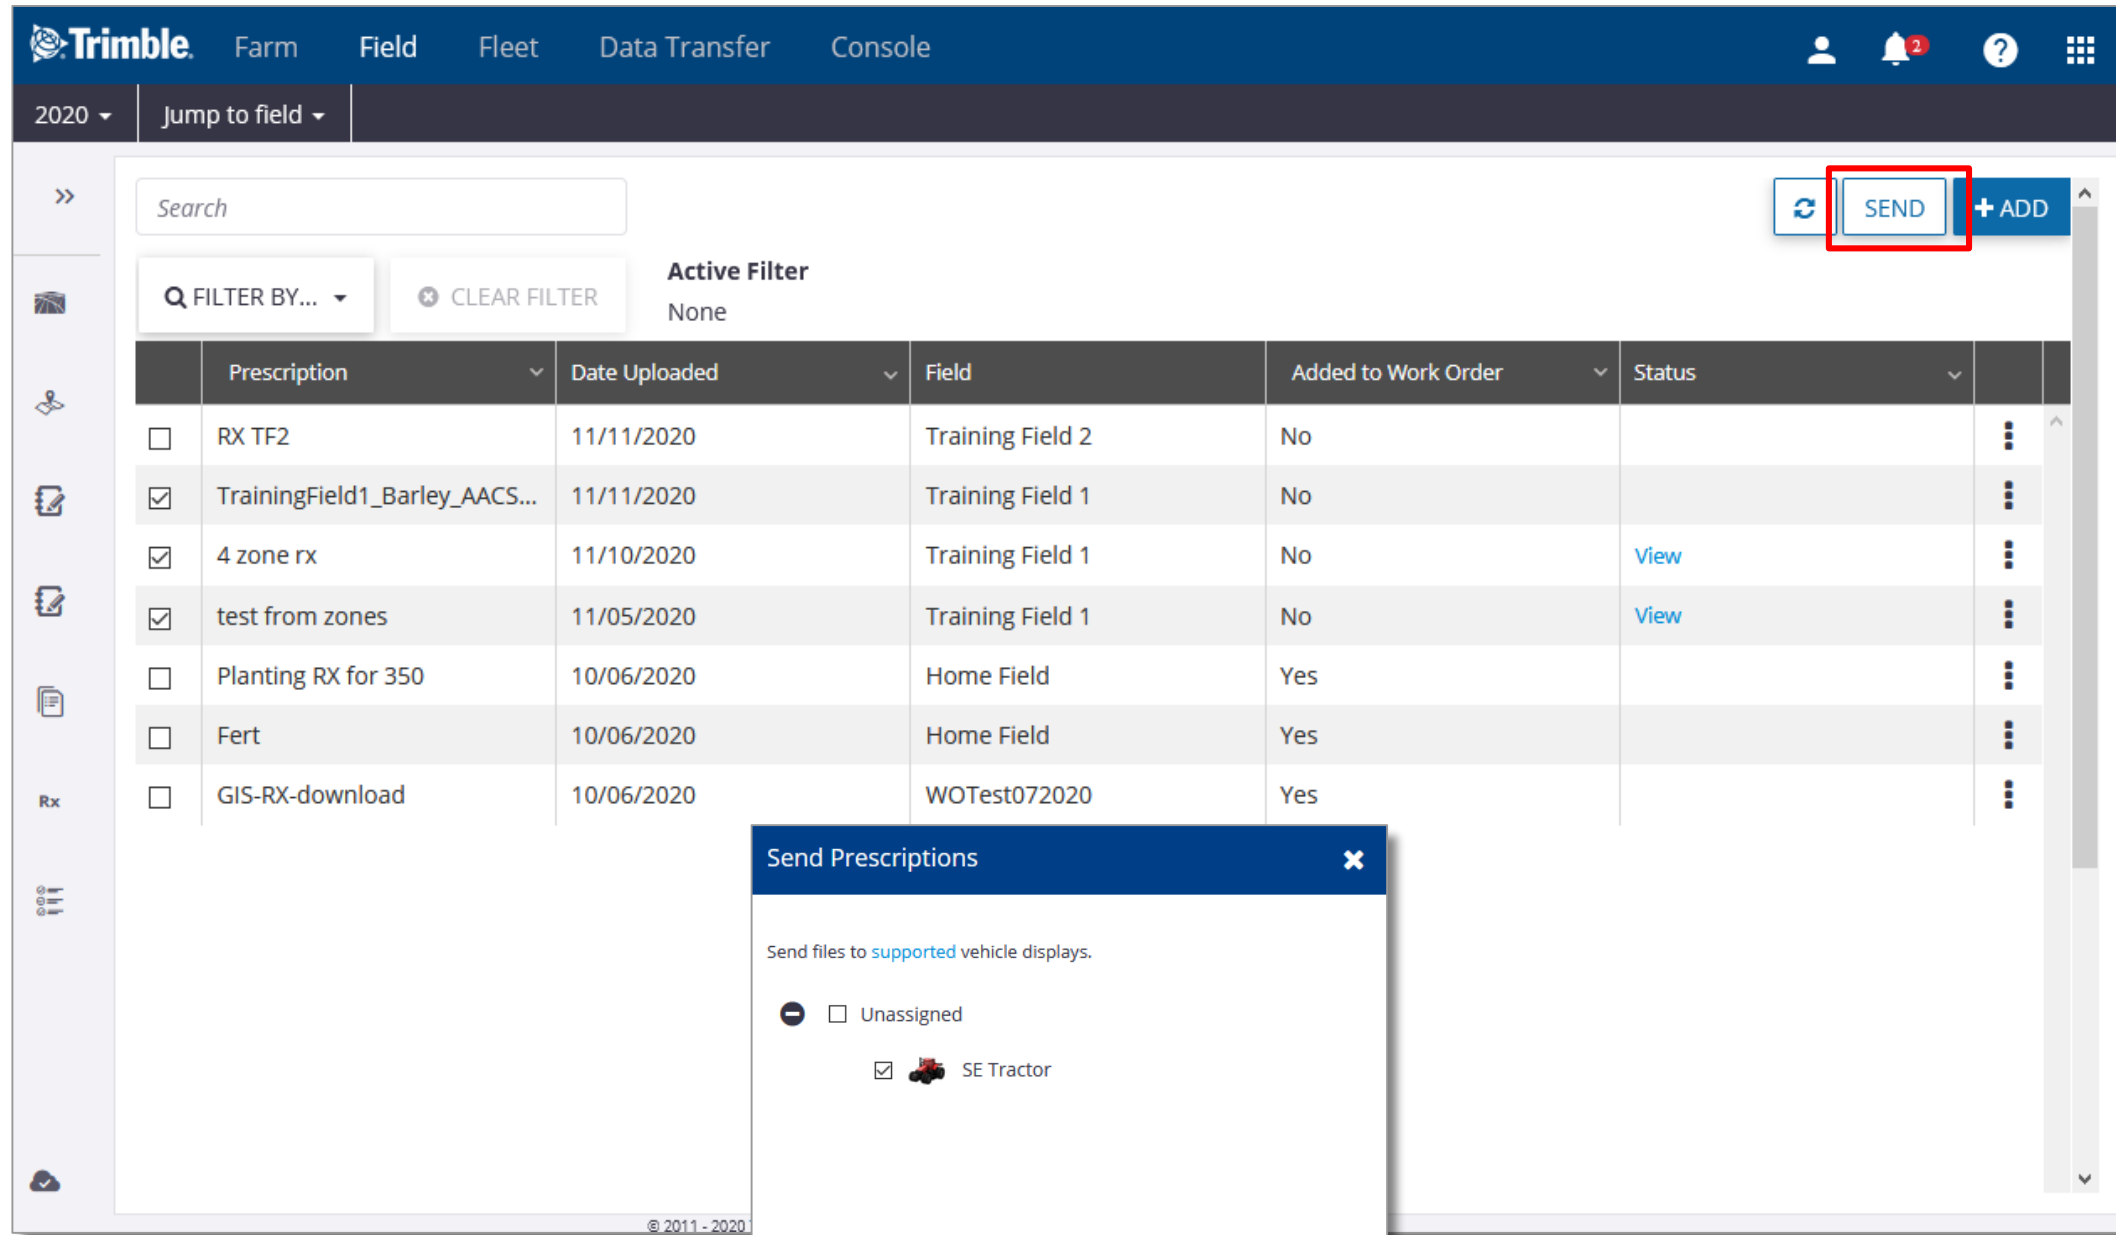 Trimble. Farm Field Fleet Data Transfer Console 2
2020 Jump to field
Search SEND + ADD
FILTER BY... CLEAR FILTER Active Filter
None
Prescription Date Uploaded Field Added to Work Order Status
RX TF2 11/11/2020 Training Field 2 No
TrainingField1_Barley_AACS... 11/11/2020 Training Field 1 No
4 zone rx 11/10/2020 Training Field 1 No View
test from zones 11/05/2020 Training Field 1 No View
Planting RX for 350 10/06/2020 Home Field Yes
Fert 10/06/2020 Home Field Yes
Rx GIS-RX-download 10/06/2020 WOTest072020 Yes
Send Prescriptions
Send files to supported vehicle displays.
Unassigned
SE Tractor
© 2011 - 2020